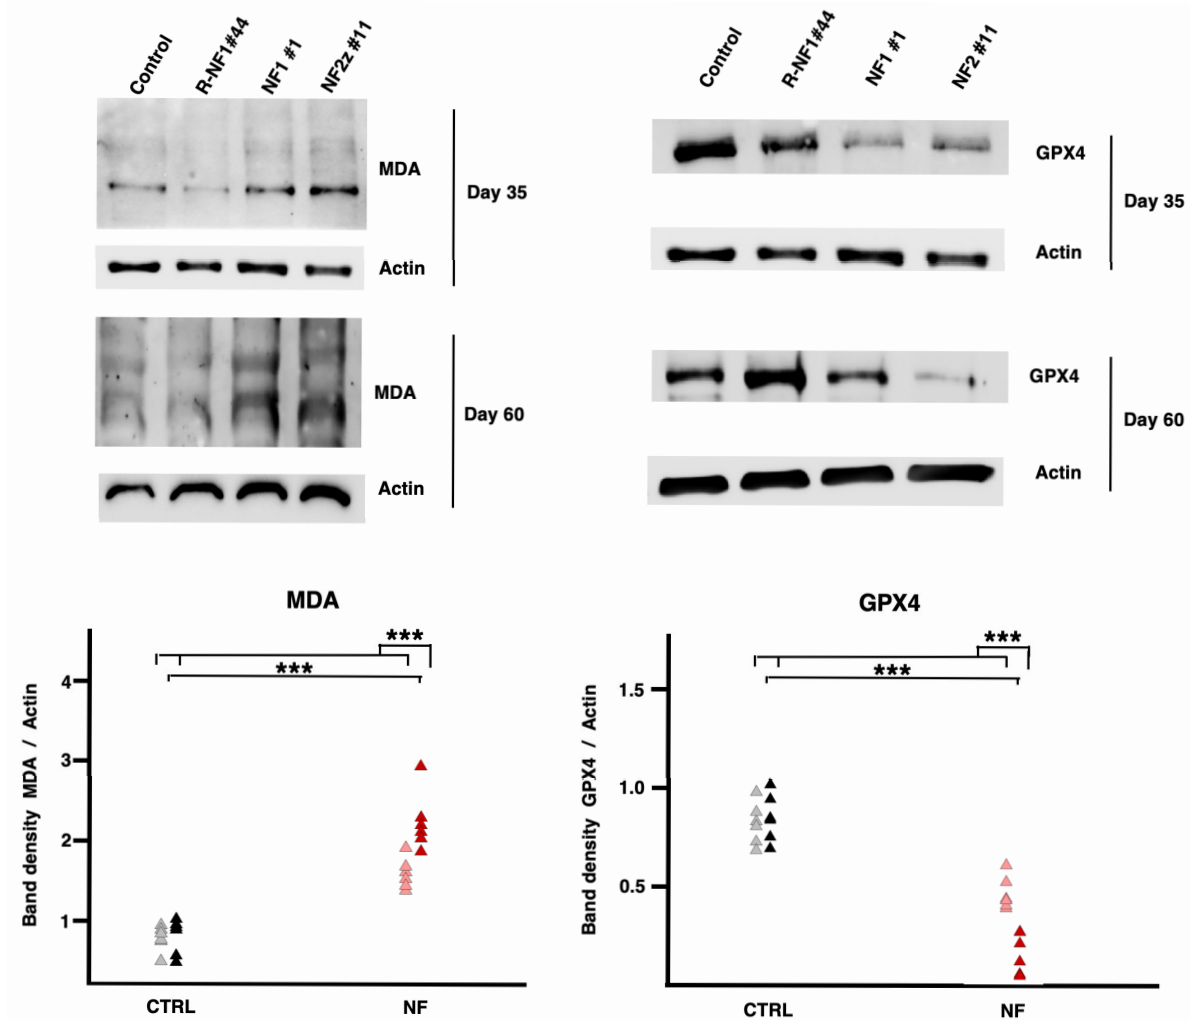 Control
R-NF1#44
NF1 #1
NF2z #11
MDA
Day 35
Actin
MDA
Day 60
Actin
Control
R-NF1#44
NF1 #1
NF2 #11
GPX4
Day 35
Actin
GPX4
Day 60
Actin
MDA
***
***
4
3
2
1
Band density MDA / Actin
CTRL
NF
GPX4
***
***
1.5
1.0
0.5
Band density GPX4 / Actin
CTRL
NF